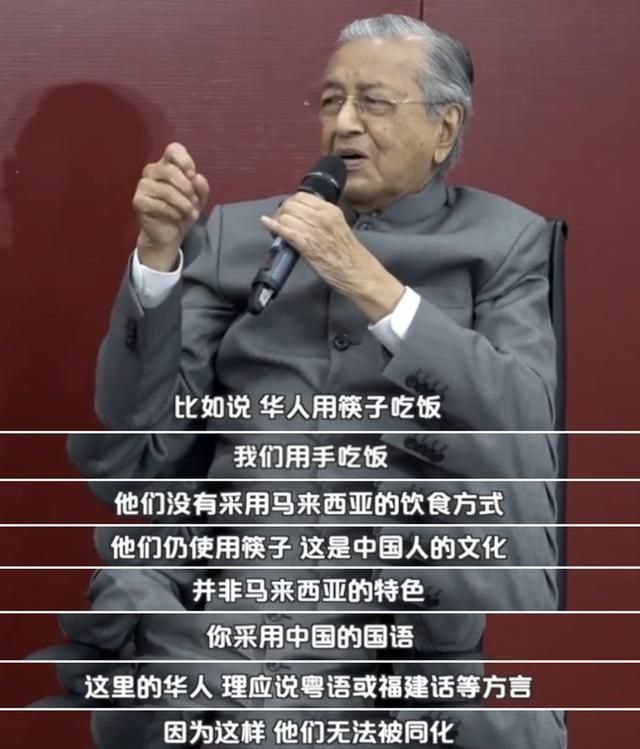 比如说 华人用筷子吃饭
我们用手吃饭
他们没有采用马来西亚的饮食方式
他们仍使用筷子 这是中国人的文化
并非马来西亚的特色
你采用中国的国语
这里的华人 理应说粤语或福建话等方言
因为这样 他们无法被同化